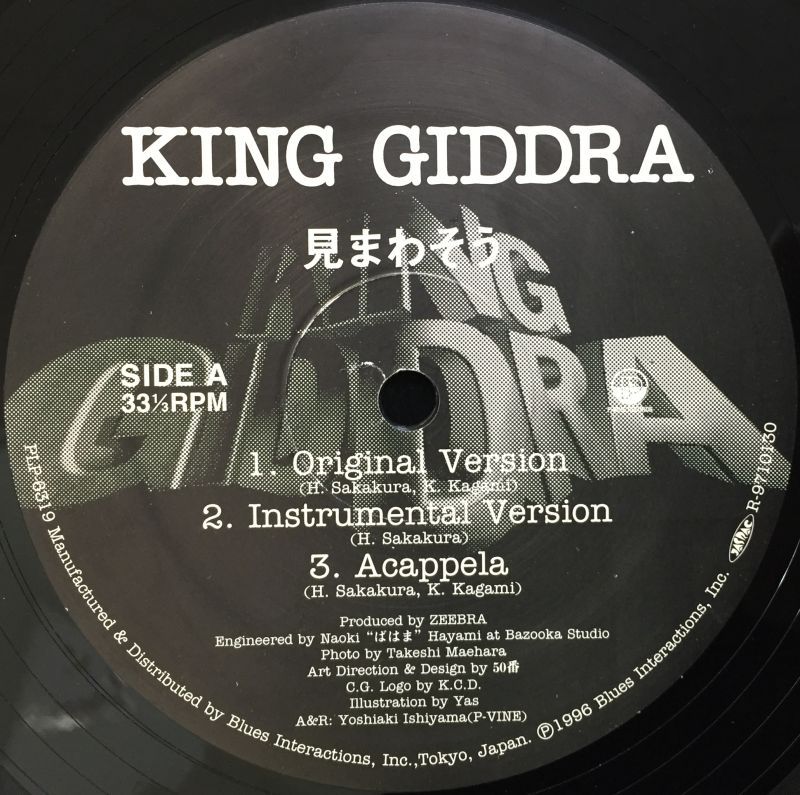 KING GIDDRA
見まわそう
KING
GIDDRA
SIDE A
33⅓RPM
1. Original Version
(H. Sakakura, K. Kagami)
2. Instrumental Version
(H. Sakakura)
3. Acappela
(H. Sakakura, K. Kagami)
Produced by ZEEBRA
Engineered by Naoki “ばはま” Hayami at Bazooka Studio
Photo by Takeshi Maehara
Art Direction & Design by 50番
C.G. Logo by K.C.D.
Illustration by Yas
A&R: Yoshiaki Ishiyama(P-VINE)
PLP-6319 Manufactured & Distributed by Blues Interactions, Inc.,Tokyo, Japan. ℗1996 Blues Interactions, Inc. JASRAC R-9710130